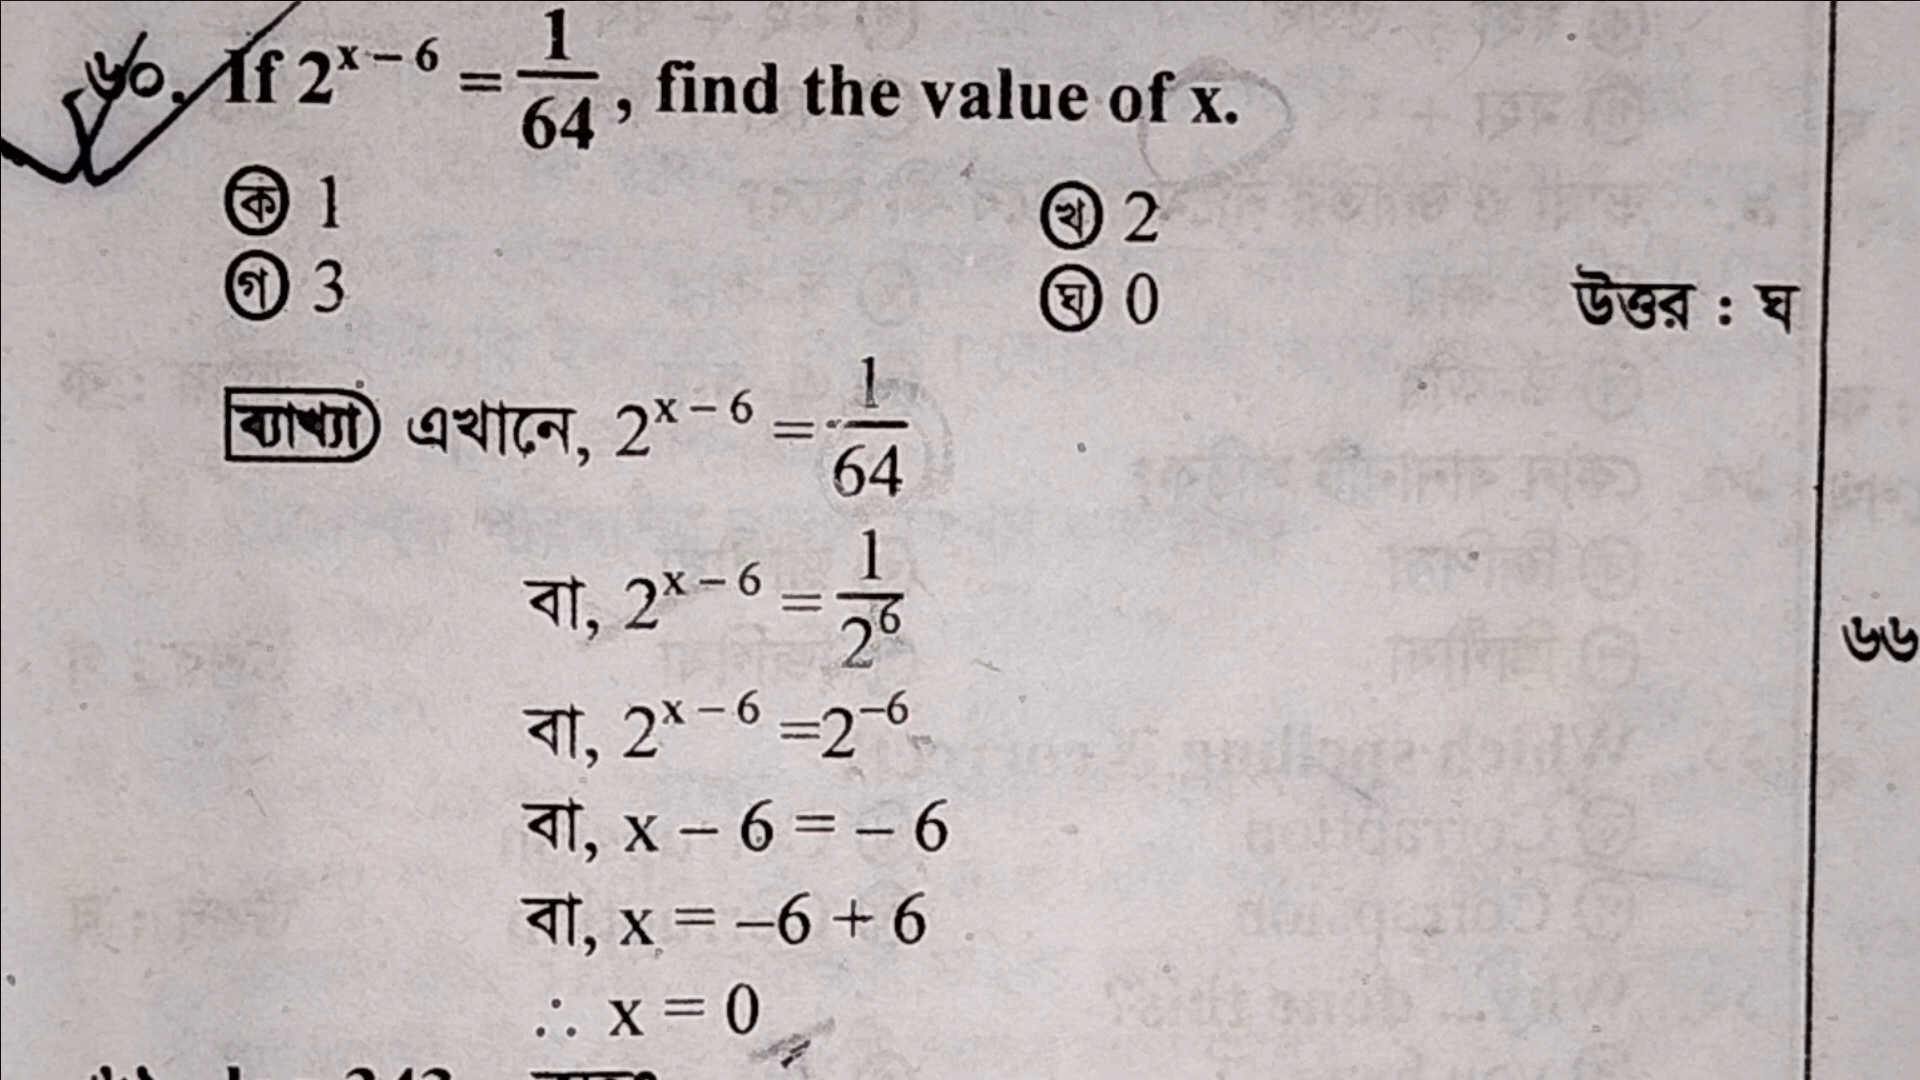 ৬০. If 2^(x – 6) = 1/64, find the value of x.
ক 1 খ 2
গ 3 ঘ 0 উত্তর : ঘ
ব্যাখ্যা এখানে, 2^(x – 6) = 1/64
বা, 2^(x – 6) = 1/2^6
বা, 2^(x – 6) =2^(–6)
বা, x – 6 = – 6
বা, x = –6 + 6
∴ x = 0
৬৬